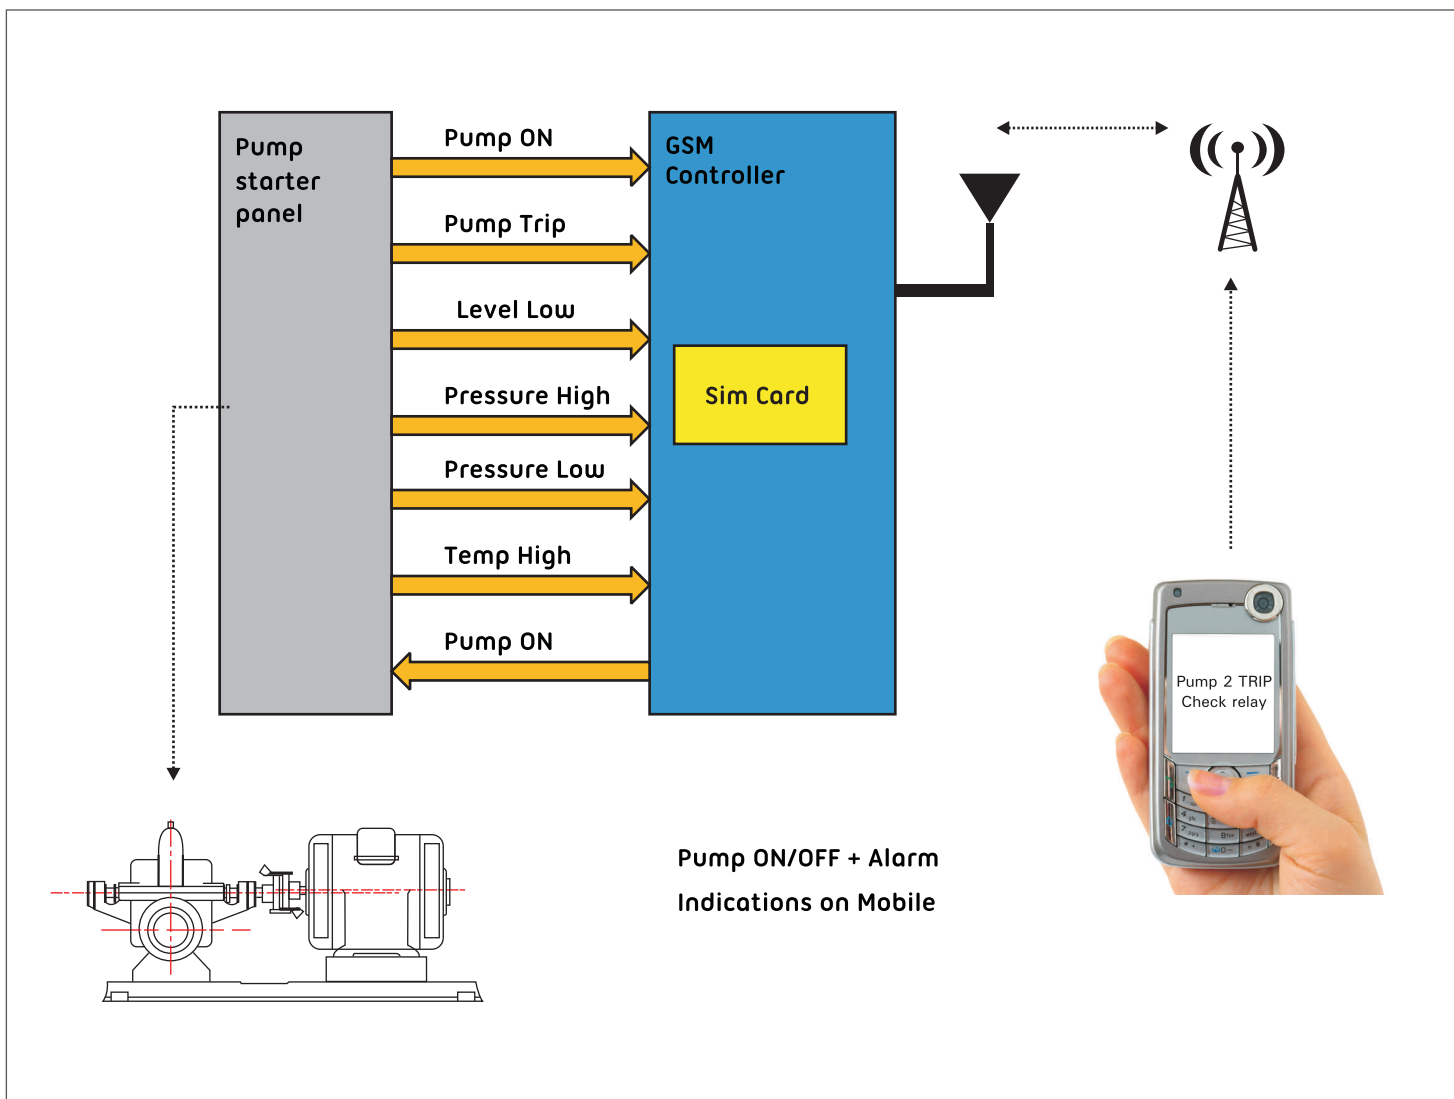 Pump
starter
panel
Pump ON
Pump Trip
Level Low
Pressure High
Pressure Low
Temp High
Pump ON
GSM
Controller
Sim Card
Pump 2 TRIP
Check relay
Pump ON/OFF + Alarm
Indications on Mobile